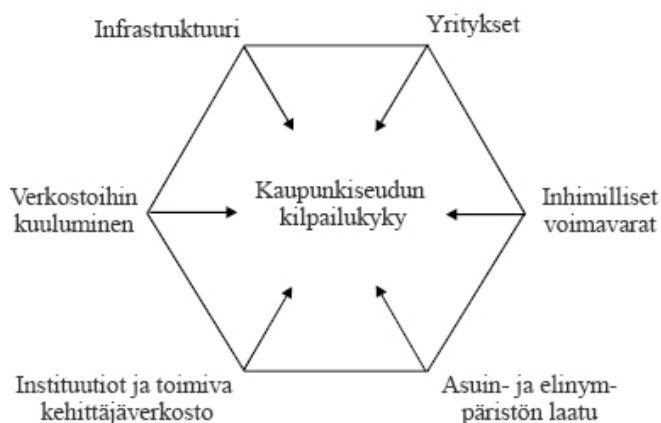 Infrastruktuuri
Yritykset
Verkostoihin
kuuluminen
Kaupunkiseudun
kilpailukyky
Inhimilliset
voimavarat
Instituutiot ja toimiva
kehittäjäverkosto
Asuin- ja elinym-
päristön laatu